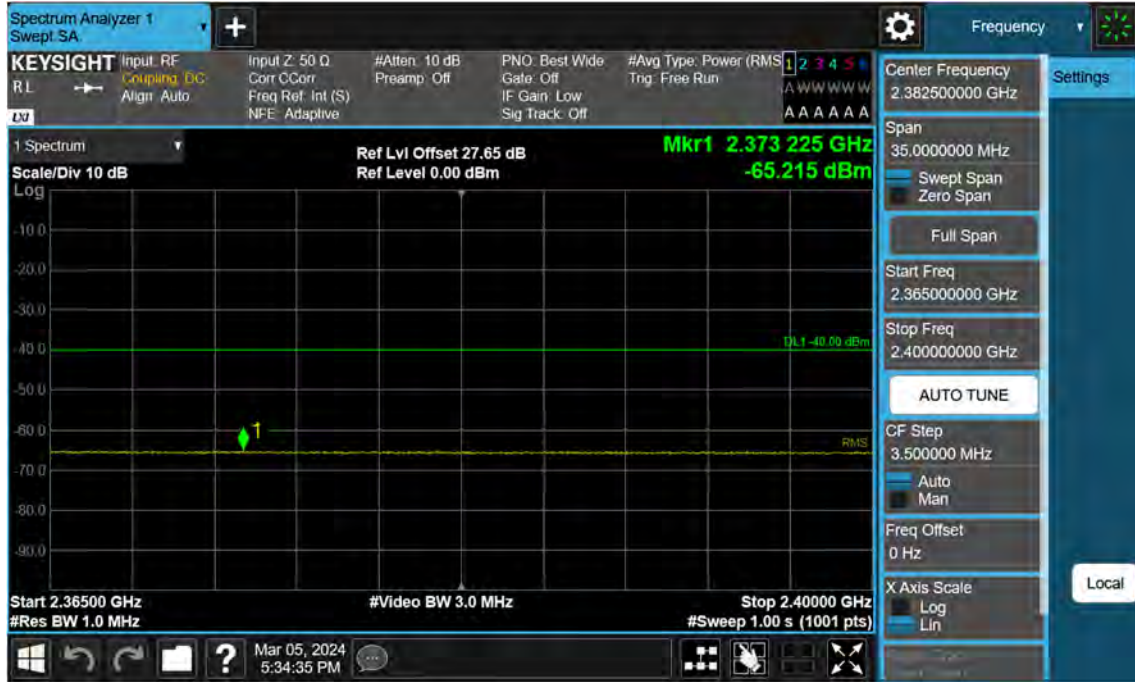 Spectrum Analyzer 1
Swept SA
Frequency
KEYSIGHT
RL
LXI
Input: RF
Coupling: DC
Align: Auto
Input Z: 50 Ω
Corr CCorr
Freq Ref: Int (S)
NFE: Adaptive
#Atten: 10 dB
Preamp: Off
PNO: Best Wide
Gate: Off
IF Gain: Low
Sig Track: Off
#Avg Type: Power (RMS
Trig: Free Run
1 2 3 4 5 6
A W W W W W
A A A A A A
1 Spectrum
Scale/Div 10 dB
Log
Ref Lvl Offset 27.65 dB
Ref Level 0.00 dBm
Mkr1 2.373 225 GHz
-65.215 dBm
-10.0
-20.0
-30.0
-40.0
DL1 -40.00 dBm
-50.0
-60.0
1
RMS
-70.0
-80.0
-90.0
Start 2.36500 GHz
#Res BW 1.0 MHz
#Video BW 3.0 MHz
Stop 2.40000 GHz
#Sweep 1.00 s (1001 pts)
?
Mar 05, 2024
5:34:35 PM
Center Frequency
2.382500000 GHz
Span
35.0000000 MHz
Swept Span
Zero Span
Full Span
Start Freq
2.365000000 GHz
Stop Freq
2.400000000 GHz
AUTO TUNE
CF Step
3.500000 MHz
Auto
Man
Freq Offset
0 Hz
X Axis Scale
Log
Lin
Settings
Local